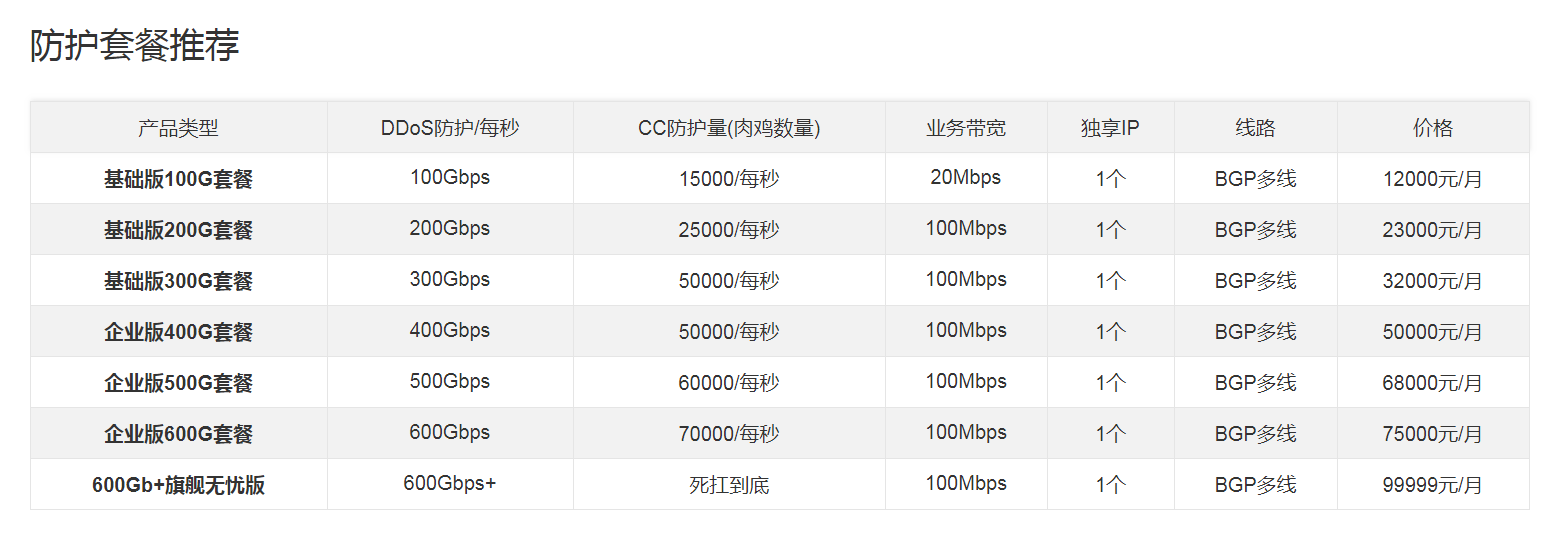 防护套餐推荐
产品类型 DDoS防护/每秒 CC防护量(肉鸡数量) 业务带宽 独享IP 线路 价格
基础版100G套餐 100Gbps 15000/每秒 20Mbps 1个 BGP多线 12000元/月
基础版200G套餐 200Gbps 25000/每秒 100Mbps 1个 BGP多线 23000元/月
基础版300G套餐 300Gbps 50000/每秒 100Mbps 1个 BGP多线 32000元/月
企业版400G套餐 400Gbps 50000/每秒 100Mbps 1个 BGP多线 50000元/月
企业版500G套餐 500Gbps 60000/每秒 100Mbps 1个 BGP多线 68000元/月
企业版600G套餐 600Gbps 70000/每秒 100Mbps 1个 BGP多线 75000元/月
600Gb+旗舰无忧版 600Gbps+ 死扛到底 100Mbps 1个 BGP多线 99999元/月